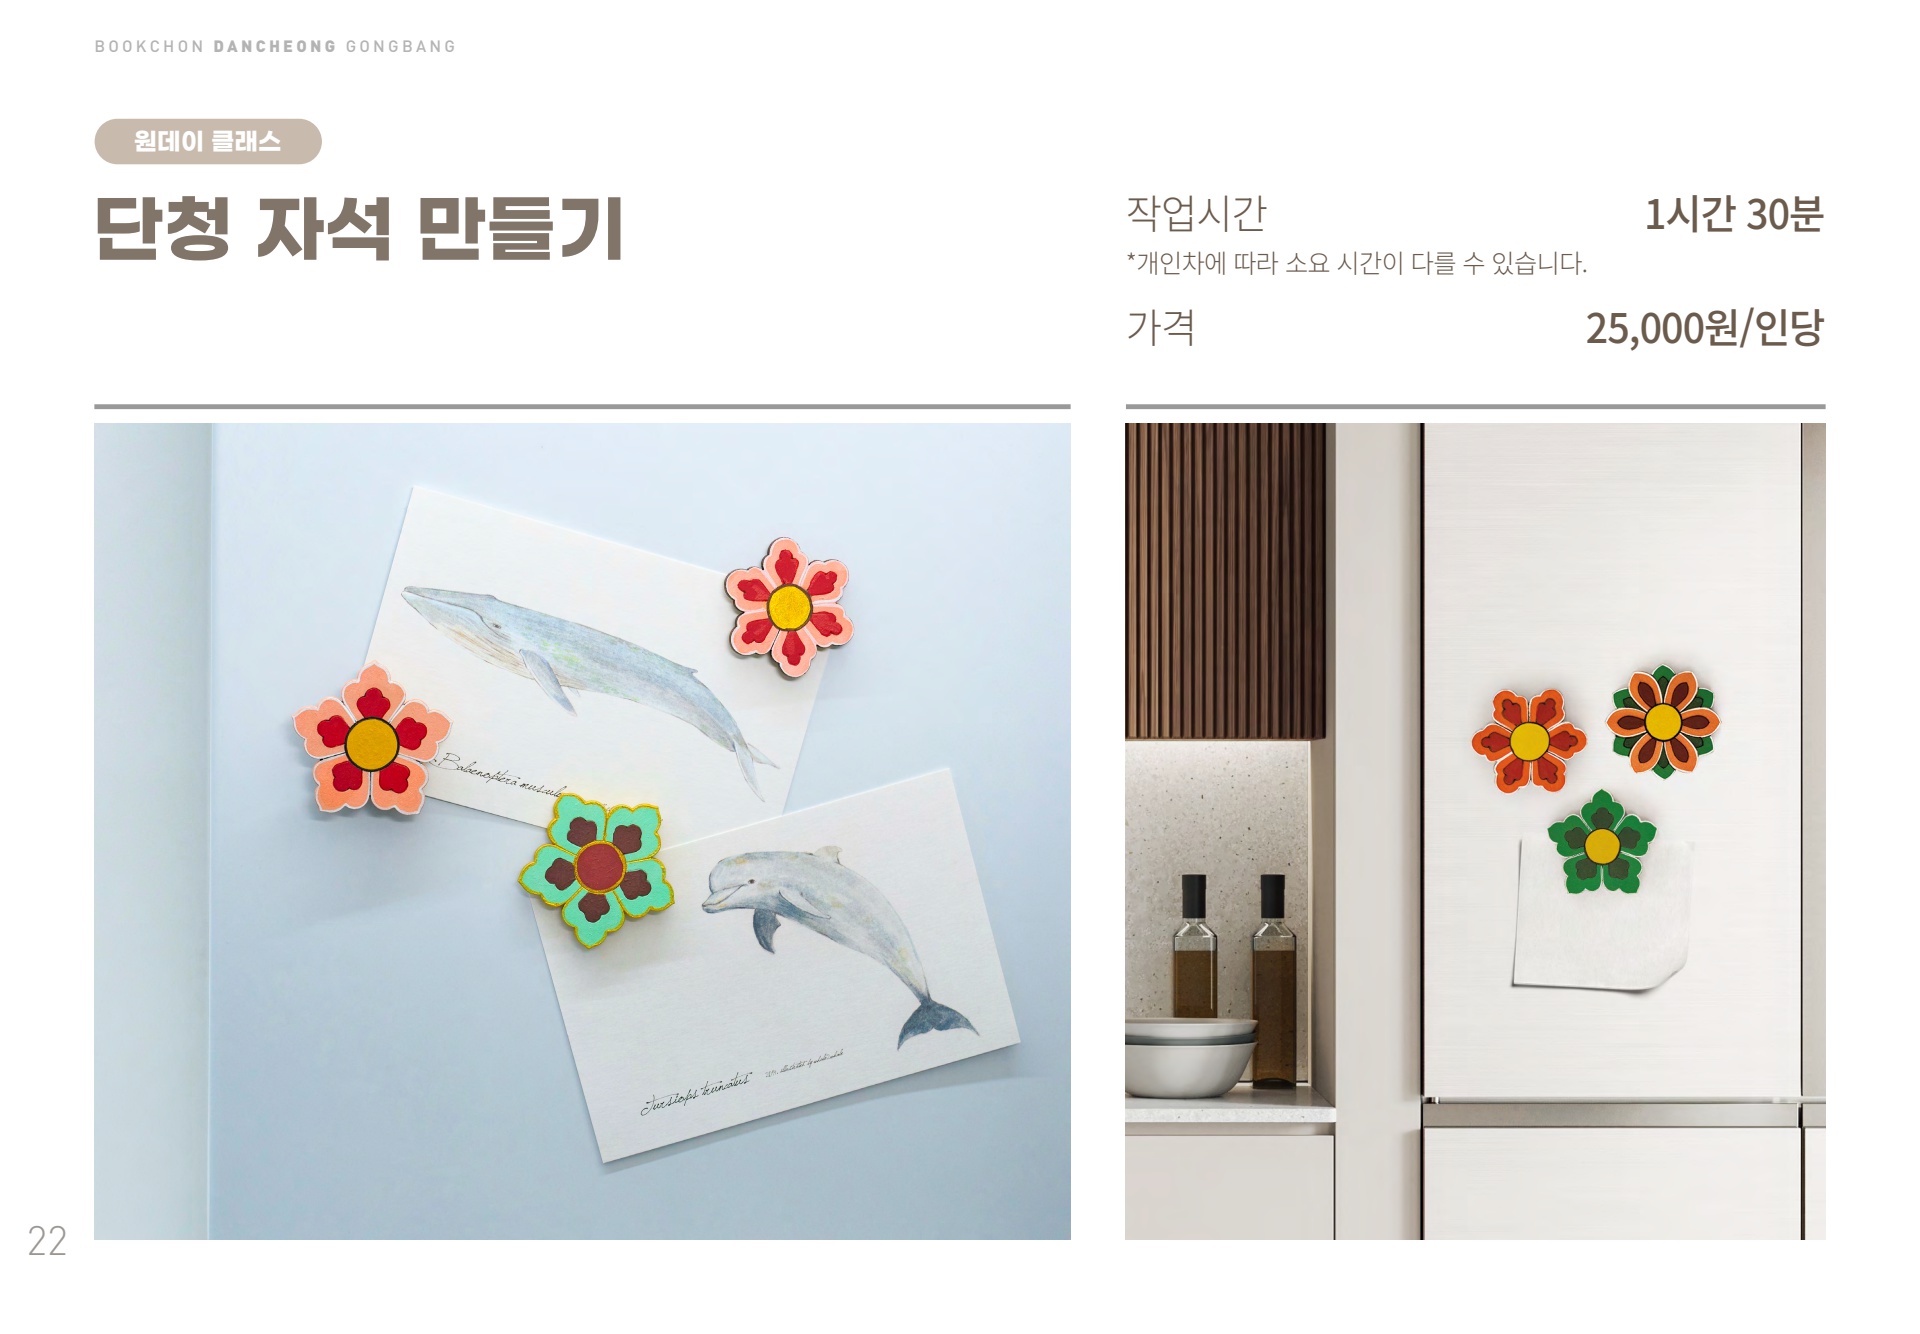 BOOKCHON DANCHEONG GONGBANG
원데이 클래스
단청 자석 만들기
작업시간 1시간 30분
*개인차에 따라 소요 시간이 다를 수 있습니다.
가격 25,000원/인당
Balaenoptera
Tursiops truncatus
22